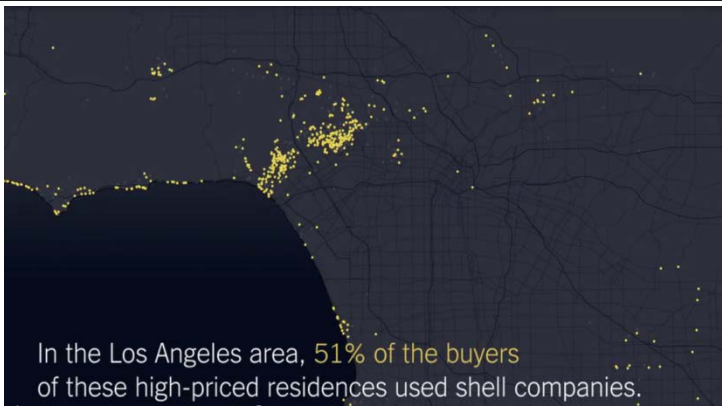 In the Los Angeles area, 51% of the buyers
of these high-priced residences used shell companies.